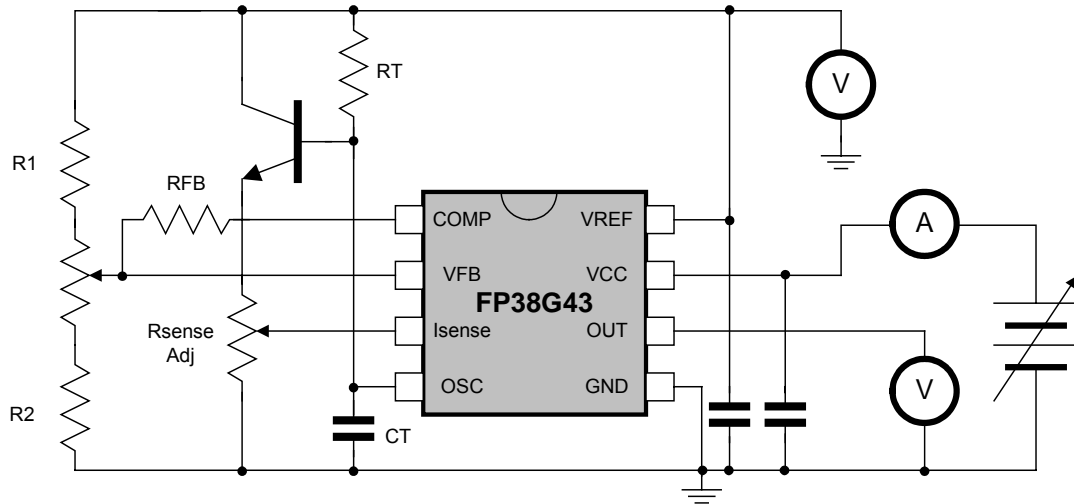 V
RT
R1
RFB
COMP
VREF
A
VFB
VCC
FP38G43
Rsense
Adj
Isense
OUT
V
R2
OSC
GND
CT